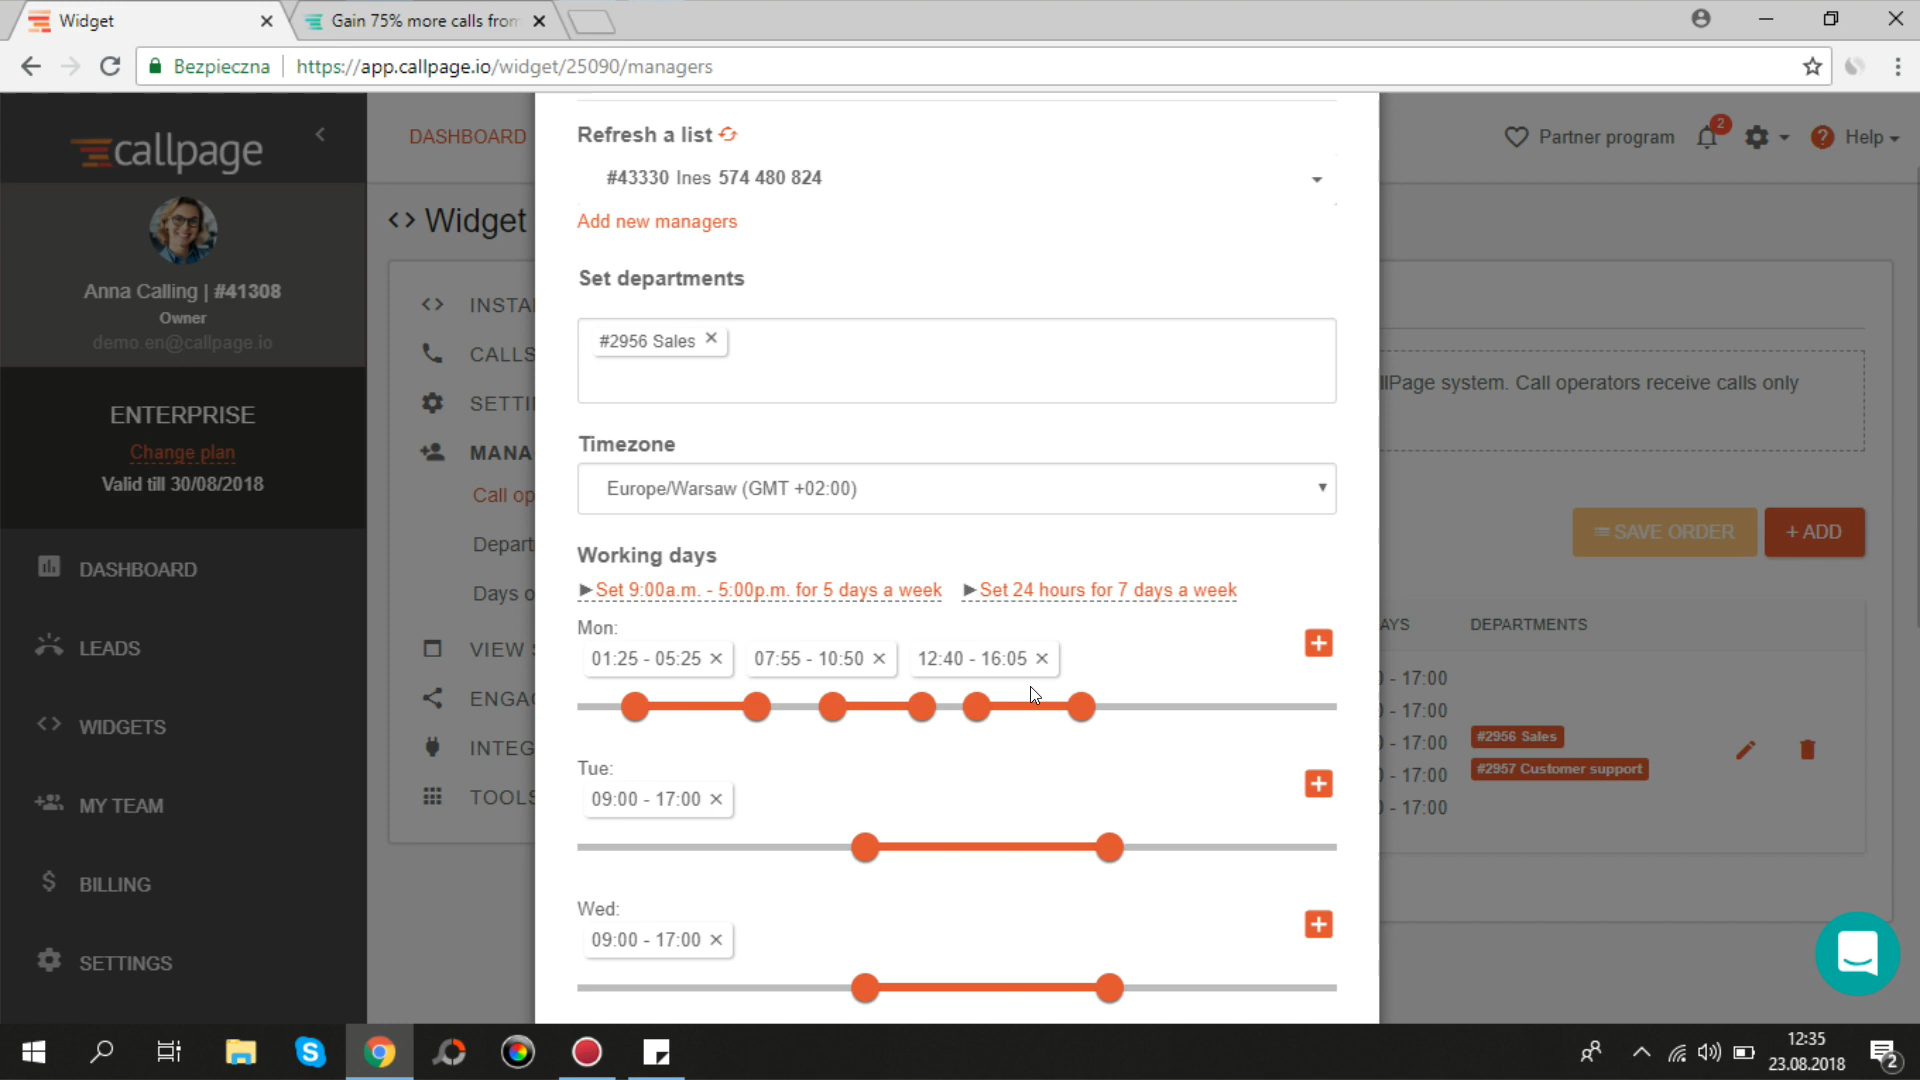 Widget
Gain 75% more calls from
Bezpieczna
https://app.callpage.io/widget/25090/managers
callpage
Anna Calling | #41308
Owner
demo.en@callpage.io
ENTERPRISE
Change plan
Valid till 30/08/2018
DASHBOARD
LEADS
WIDGETS
MY TEAM
BILLING
SETTINGS
DASHBOARD
Partner program
2
Help
<> Widget
INSTA
CALLS
SETTI
MANA
Call op
Depart
Days o
VIEW
ENGA
INTEG
TOOLS
Refresh a list
#43330 Ines 574 480 824
Add new managers
Set departments
#2956 Sales ×
Timezone
Europe/Warsaw (GMT +02:00)
Working days
Set 9:00a.m. - 5:00p.m. for 5 days a week
Set 24 hours for 7 days a week
Mon:
01:25 - 05:25 ×
07:55 - 10:50 ×
12:40 - 16:05 ×
Tue:
09:00 - 17:00 ×
Wed:
09:00 - 17:00 ×
llPage system. Call operators receive calls only
SAVE ORDER
+ ADD
AYS
DEPARTMENTS
- 17:00
- 17:00
- 17:00
- 17:00
- 17:00
#2956 Sales
#2957 Customer support
12:35
23.08.2018
2